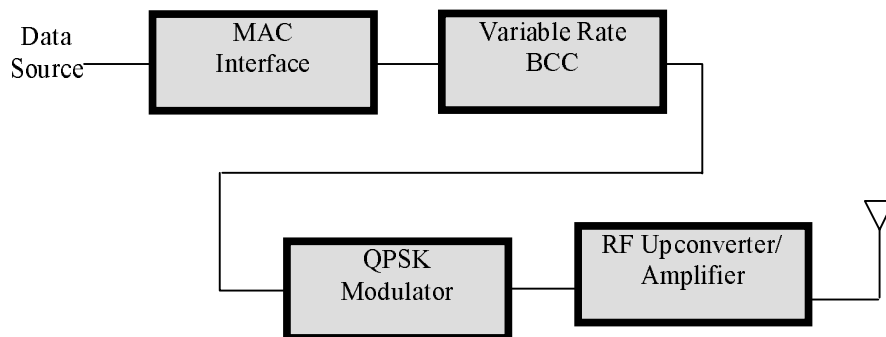 Data
Source
MAC
Interface
Variable Rate
BCC
QPSK
Modulator
RF Upconverter/
Amplifier